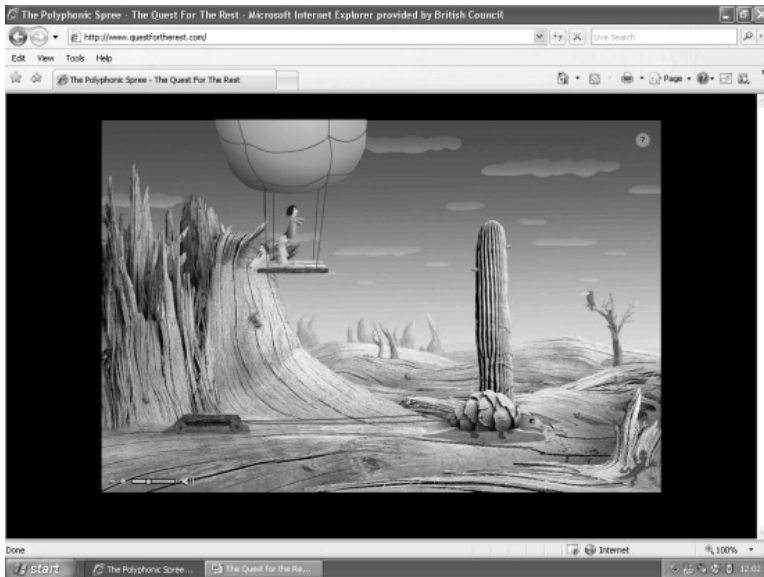 The Polyphonic Spree - The Quest For The Rest - Microsoft Internet Explorer provided by British Council
http://www.questfortherest.com/
Live Search
Edit View Tools Help
The Polyphonic Spree - The Quest For The Rest
Page
?
Done
Internet
100%
start
The Polyphonic Spree...
The Quest for the Re...
12:02